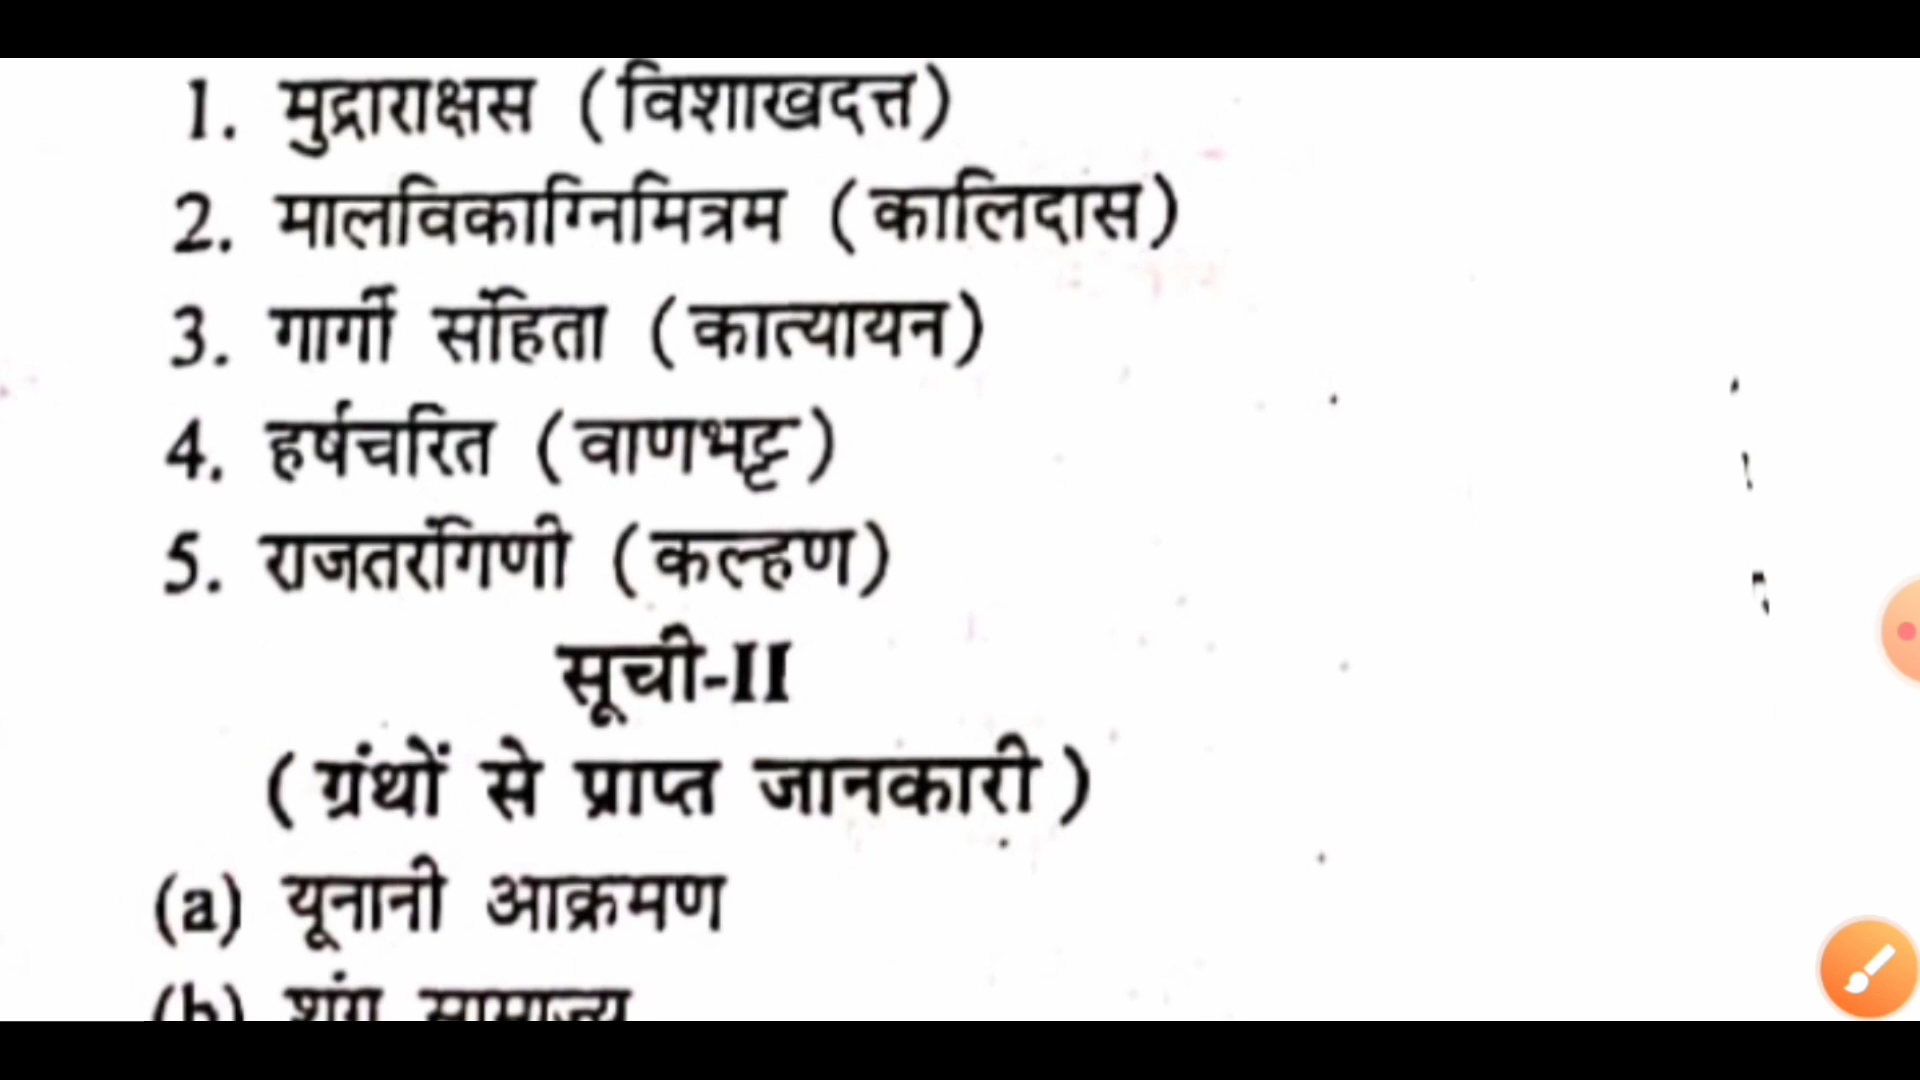 1. मुद्राराक्षस (विशाखदत्त)
2. मालविकाग्निमित्रम (कालिदास)
3. गार्गी संहिता (कात्यायन)
4. हर्षचरित (वाणभट्ट)
5. राजतरंगिणी (कल्हण)
सूची-II
(ग्रंथों से प्राप्त जानकारी)
(a) यूनानी आक्रमण
(b) शुंग साम्राज्य